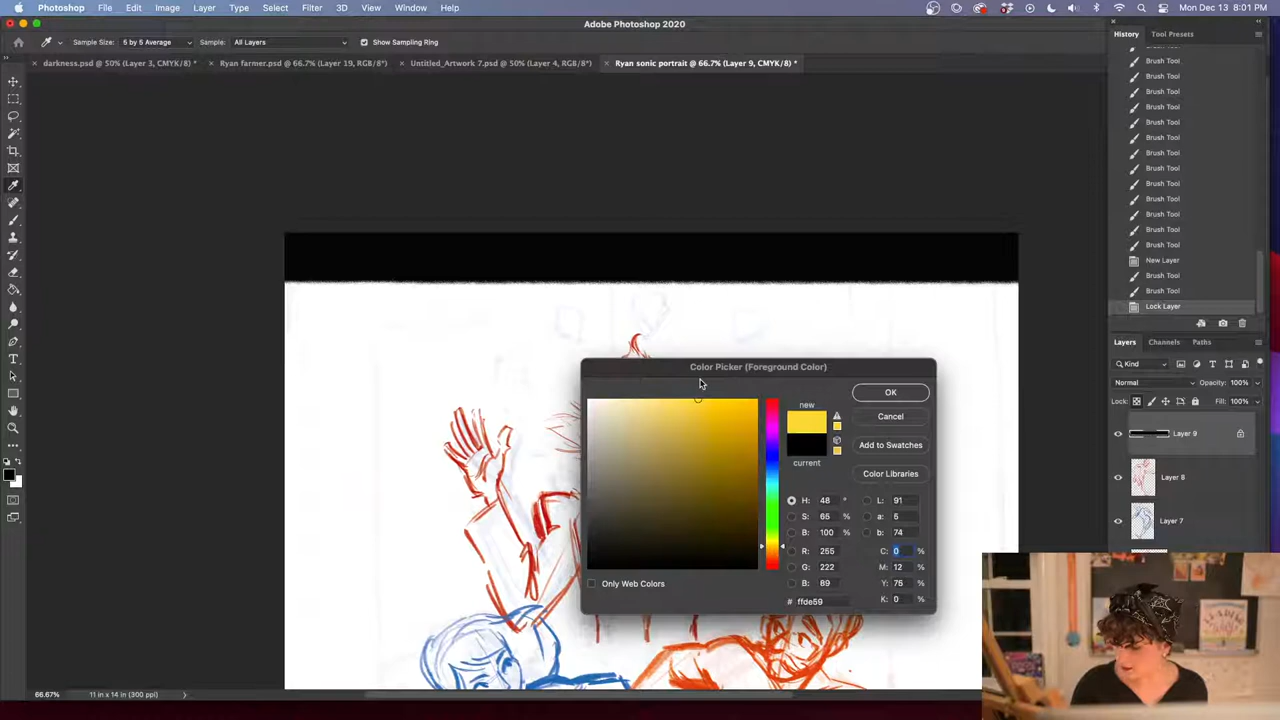 Photoshop File Edit Image Layer Type Select Filter 3D View Window Help
Mon Dec 13 8:01 PM
Adobe Photoshop 2020
Sample Size: 5 by 5 Average Sample: All Layers Show Sampling Ring
darkness.psd @ 50% (Layer 3, CMYK/8) *
Ryan farmer.psd @ 66.7% (Layer 19, RGB/8*)
Untitled_Artwork 7.psd @ 50% (Layer 4, RGB/8*)
Ryan sonic portrait @ 66.7% (Layer 9, CMYK/8) *
History Tool Presets
Brush Tool
Brush Tool
Brush Tool
Brush Tool
Brush Tool
Brush Tool
Brush Tool
Brush Tool
Brush Tool
Brush Tool
Brush Tool
Brush Tool
Brush Tool
New Layer
Brush Tool
Brush Tool
Lock Layer
Layers Channels Paths
Kind
Normal Opacity: 100%
Lock: Fill: 100%
Layer 9
Layer 8
Layer 7
Color Picker (Foreground Color)
new
current
OK
Cancel
Add to Swatches
Color Libraries
H: 48 ° L: 91
S: 65 % a: 5
B: 100 % b: 74
R: 255 C: 0 %
G: 222 M: 12 %
B: 89 Y: 75 %
# ffde59 K: 0 %
Only Web Colors
66.67% 11 in x 14 in (300 ppi)